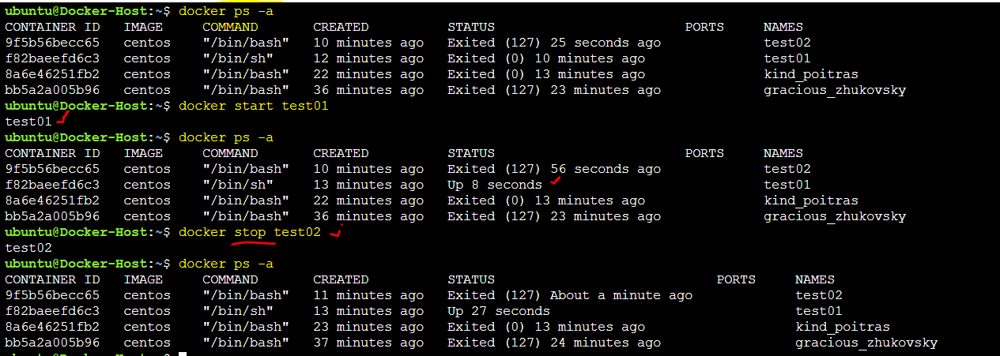 ubuntu@Docker-Host:~$ docker ps -a
CONTAINER ID   IMAGE     COMMAND       CREATED          STATUS                        PORTS     NAMES
9f5b56becc65   centos    "/bin/bash"   10 minutes ago   Exited (127) 25 seconds ago             test02
f82baeefd6c3   centos    "/bin/sh"     12 minutes ago   Exited (0) 10 minutes ago               test01
8a6e46251fb2   centos    "/bin/bash"   22 minutes ago   Exited (0) 13 minutes ago               kind_poitras
bb5a2a005b96   centos    "/bin/bash"   36 minutes ago   Exited (127) 23 minutes ago             gracious_zhukovsky
ubuntu@Docker-Host:~$ docker start test01
test01
ubuntu@Docker-Host:~$ docker ps -a
CONTAINER ID   IMAGE     COMMAND       CREATED          STATUS                        PORTS     NAMES
9f5b56becc65   centos    "/bin/bash"   10 minutes ago   Exited (127) 56 seconds ago             test02
f82baeefd6c3   centos    "/bin/sh"     13 minutes ago   Up 8 seconds                            test01
8a6e46251fb2   centos    "/bin/bash"   22 minutes ago   Exited (0) 13 minutes ago               kind_poitras
bb5a2a005b96   centos    "/bin/bash"   36 minutes ago   Exited (127) 23 minutes ago             gracious_zhukovsky
ubuntu@Docker-Host:~$ docker stop test02
test02
ubuntu@Docker-Host:~$ docker ps -a
CONTAINER ID   IMAGE     COMMAND       CREATED          STATUS                            PORTS     NAMES
9f5b56becc65   centos    "/bin/bash"   11 minutes ago   Exited (127) About a minute ago             test02
f82baeefd6c3   centos    "/bin/sh"     13 minutes ago   Up 27 seconds                               test01
8a6e46251fb2   centos    "/bin/bash"   23 minutes ago   Exited (0) 13 minutes ago                   kind_poitras
bb5a2a005b96   centos    "/bin/bash"   37 minutes ago   Exited (127) 24 minutes ago                 gracious_zhukovsky
ubuntu@Docker-Host:~$